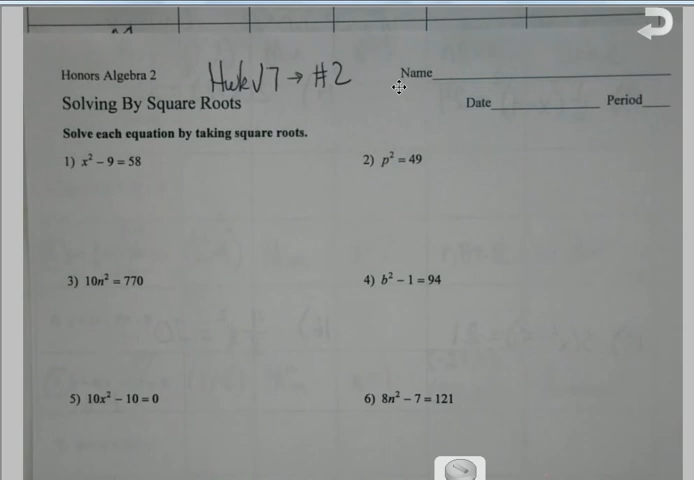 Honors Algebra 2 Hwk √7 → #2 Name
Solving By Square Roots Date Period
Solve each equation by taking square roots.
1) x² − 9 = 58 2) p² = 49
3) 10n² = 770 4) b² − 1 = 94
5) 10x² − 10 = 0 6) 8n² − 7 = 121